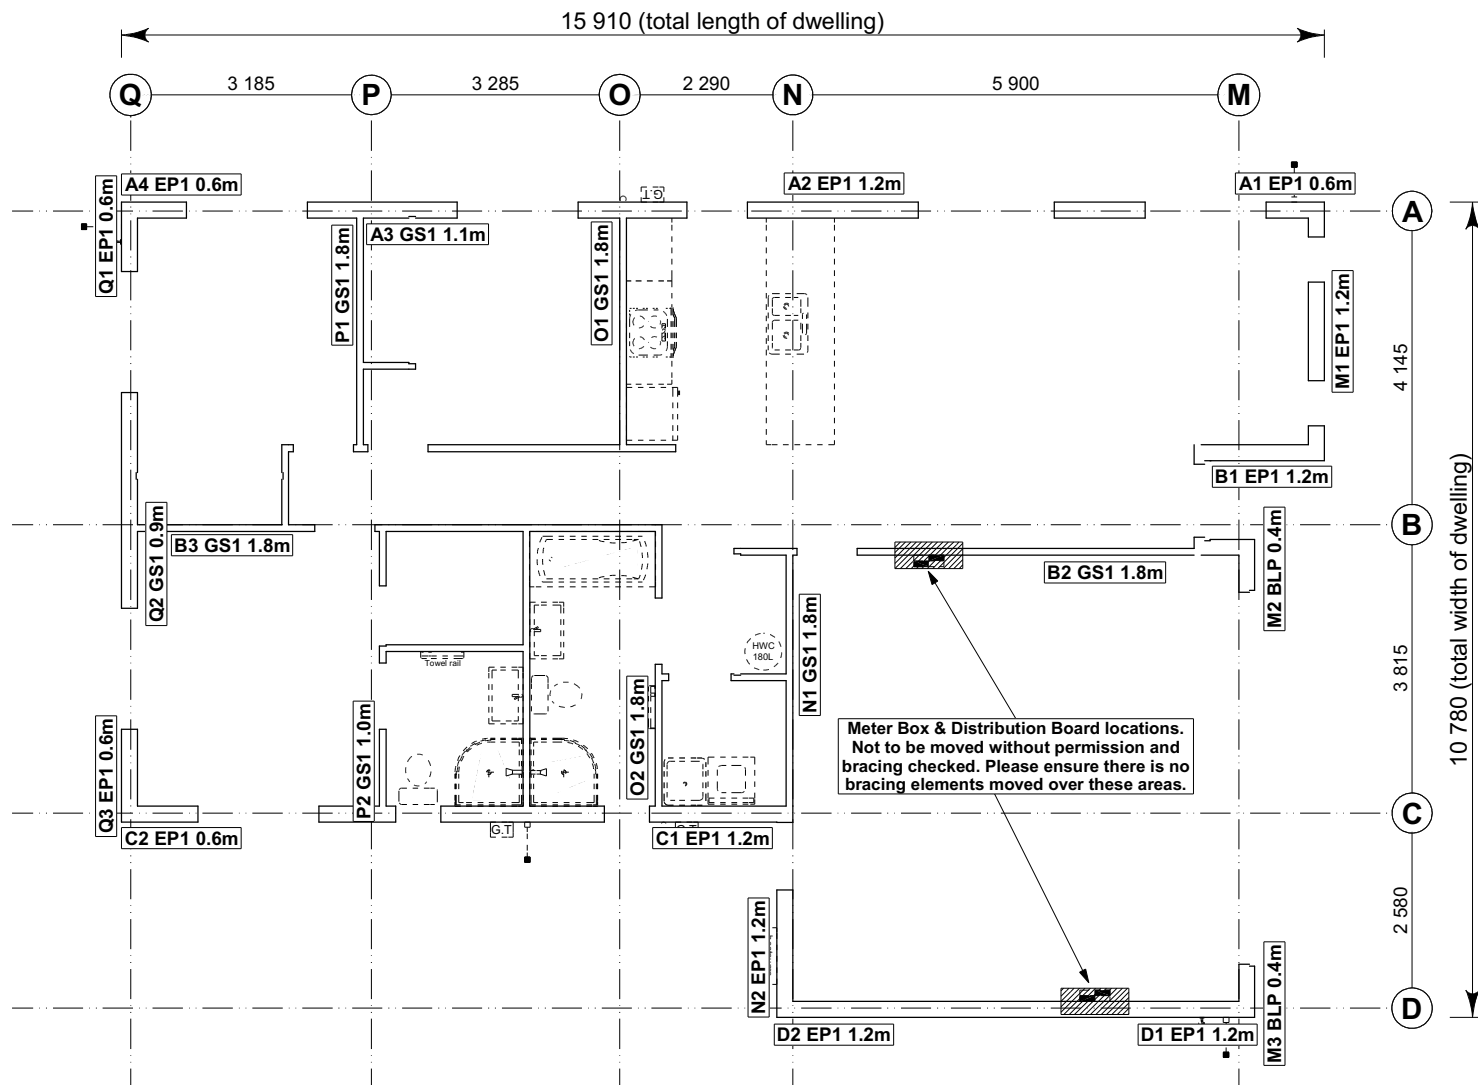 15 910 (total length of dwelling)
Q
3 185
P
3 285
O
2 290
N
5 900
M
A4 EP1 0.6m
A2 EP1 1.2m
A1 EP1 0.6m
Q1 EP1 0.6m
G.T
A
A3 GS1 1.1m
P1 GS1 1.8m
O1 GS1 1.8m
M1 EP1 1.2m
4 145
B1 EP1 1.2m
10 780 (total width of dwelling)
B
Q2 GS1 0.9m
B3 GS1 1.8m
B2 GS1 1.8m
M2 BLP 0.4m
HWC
180L
N1 GS1 1.8m
Towel rail
3 815
P2 GS1 1.0m
O2 GS1 1.8m
Meter Box & Distribution Board locations.
Not to be moved without permission and
bracing checked. Please ensure there is no
bracing elements moved over these areas.
Q3 EP1 0.6m
C
C2 EP1 0.6m
G.T
G.T
C1 EP1 1.2m
2 580
N2 EP1 1.2m
M3 BLP 0.4m
D
D2 EP1 1.2m
D1 EP1 1.2m